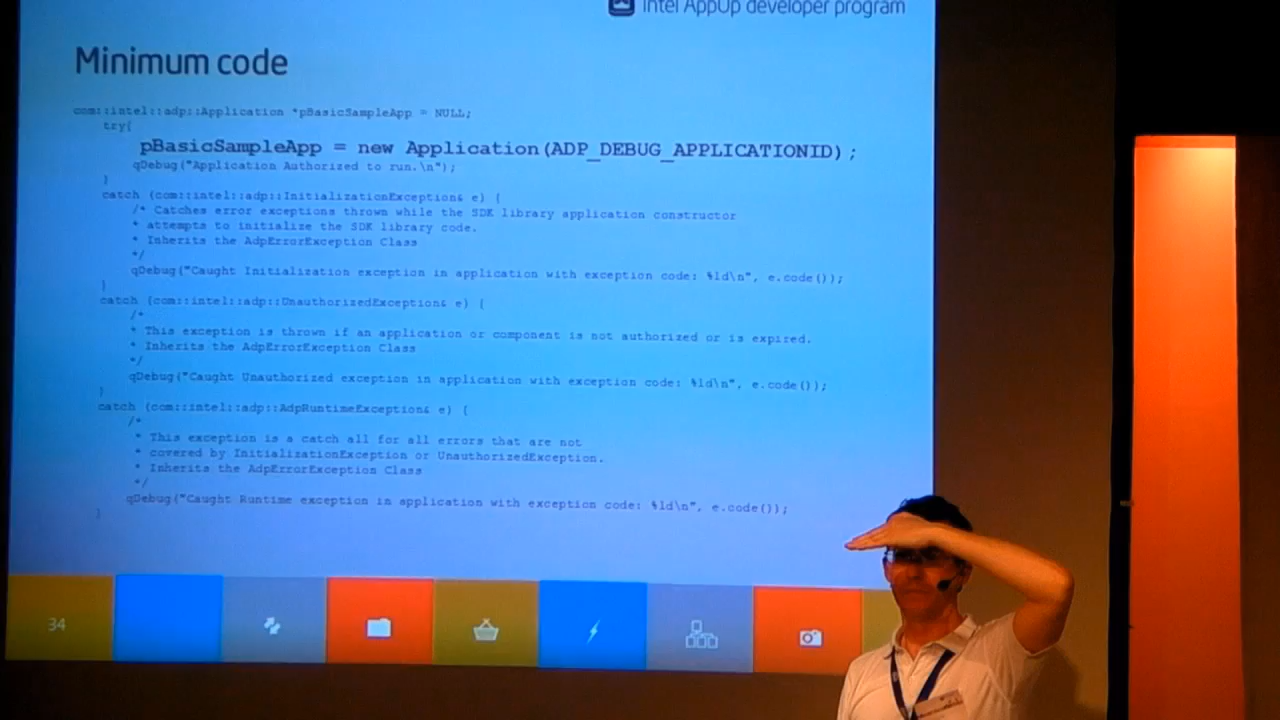 Intel AppUp developer program
Minimum code
com::intel::adp::Application *pBasicSampleApp = NULL;
try{
pBasicSampleApp = new Application(ADP_DEBUG_APPLICATIONID);
qDebug("Application Authorized to run.\n");
}
catch (com::intel::adp::InitializationException& e) {
/* Catches error exceptions thrown while the SDK library application constructor
* attempts to initialize the SDK library code.
* Inherits the AdpErrorException Class
*/
qDebug("Caught Initialization exception in application with exception code: %ld\n", e.code());
}
catch (com::intel::adp::UnauthorizedException& e) {
/*
* This exception is thrown if an application or component is not authorized or is expired.
* Inherits the AdpErrorException Class
*/
qDebug("Caught Unauthorized exception in application with exception code: %ld\n", e.code());
}
catch (com::intel::adp::AdpRuntimeException& e) {
/*
* This exception is a catch all for all errors that are not
* covered by InitializationException or UnauthorizedException.
* Inherits the AdpErrorException Class
*/
qDebug("Caught Runtime exception in application with exception code: %ld\n", e.code());
}
34